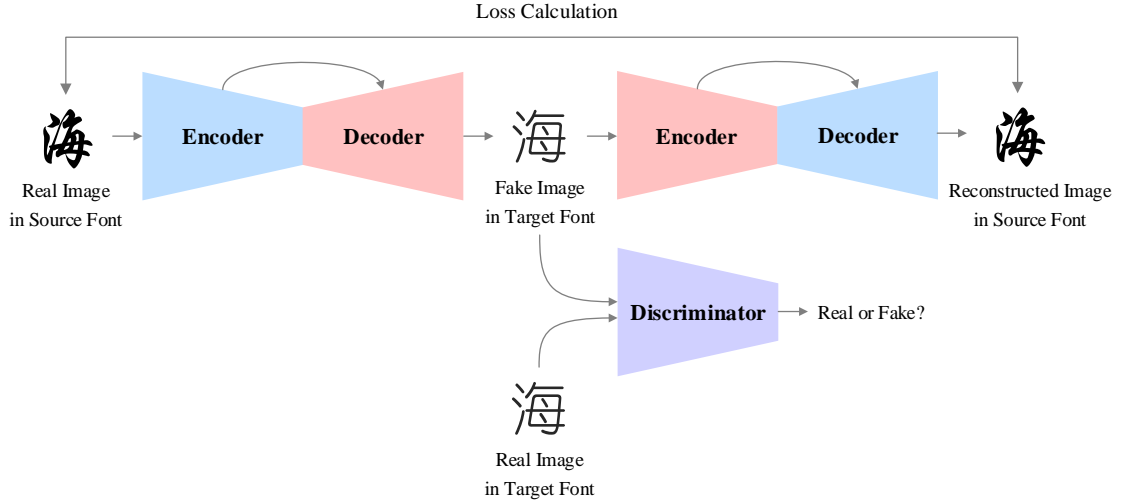 Loss Calculation
海
Encoder
Decoder
海
Encoder
Decoder
海
Real Image
in Source Font
Fake Image
in Target Font
Reconstructed Image
in Source Font
Discriminator
Real or Fake?
海
Real Image
in Target Font